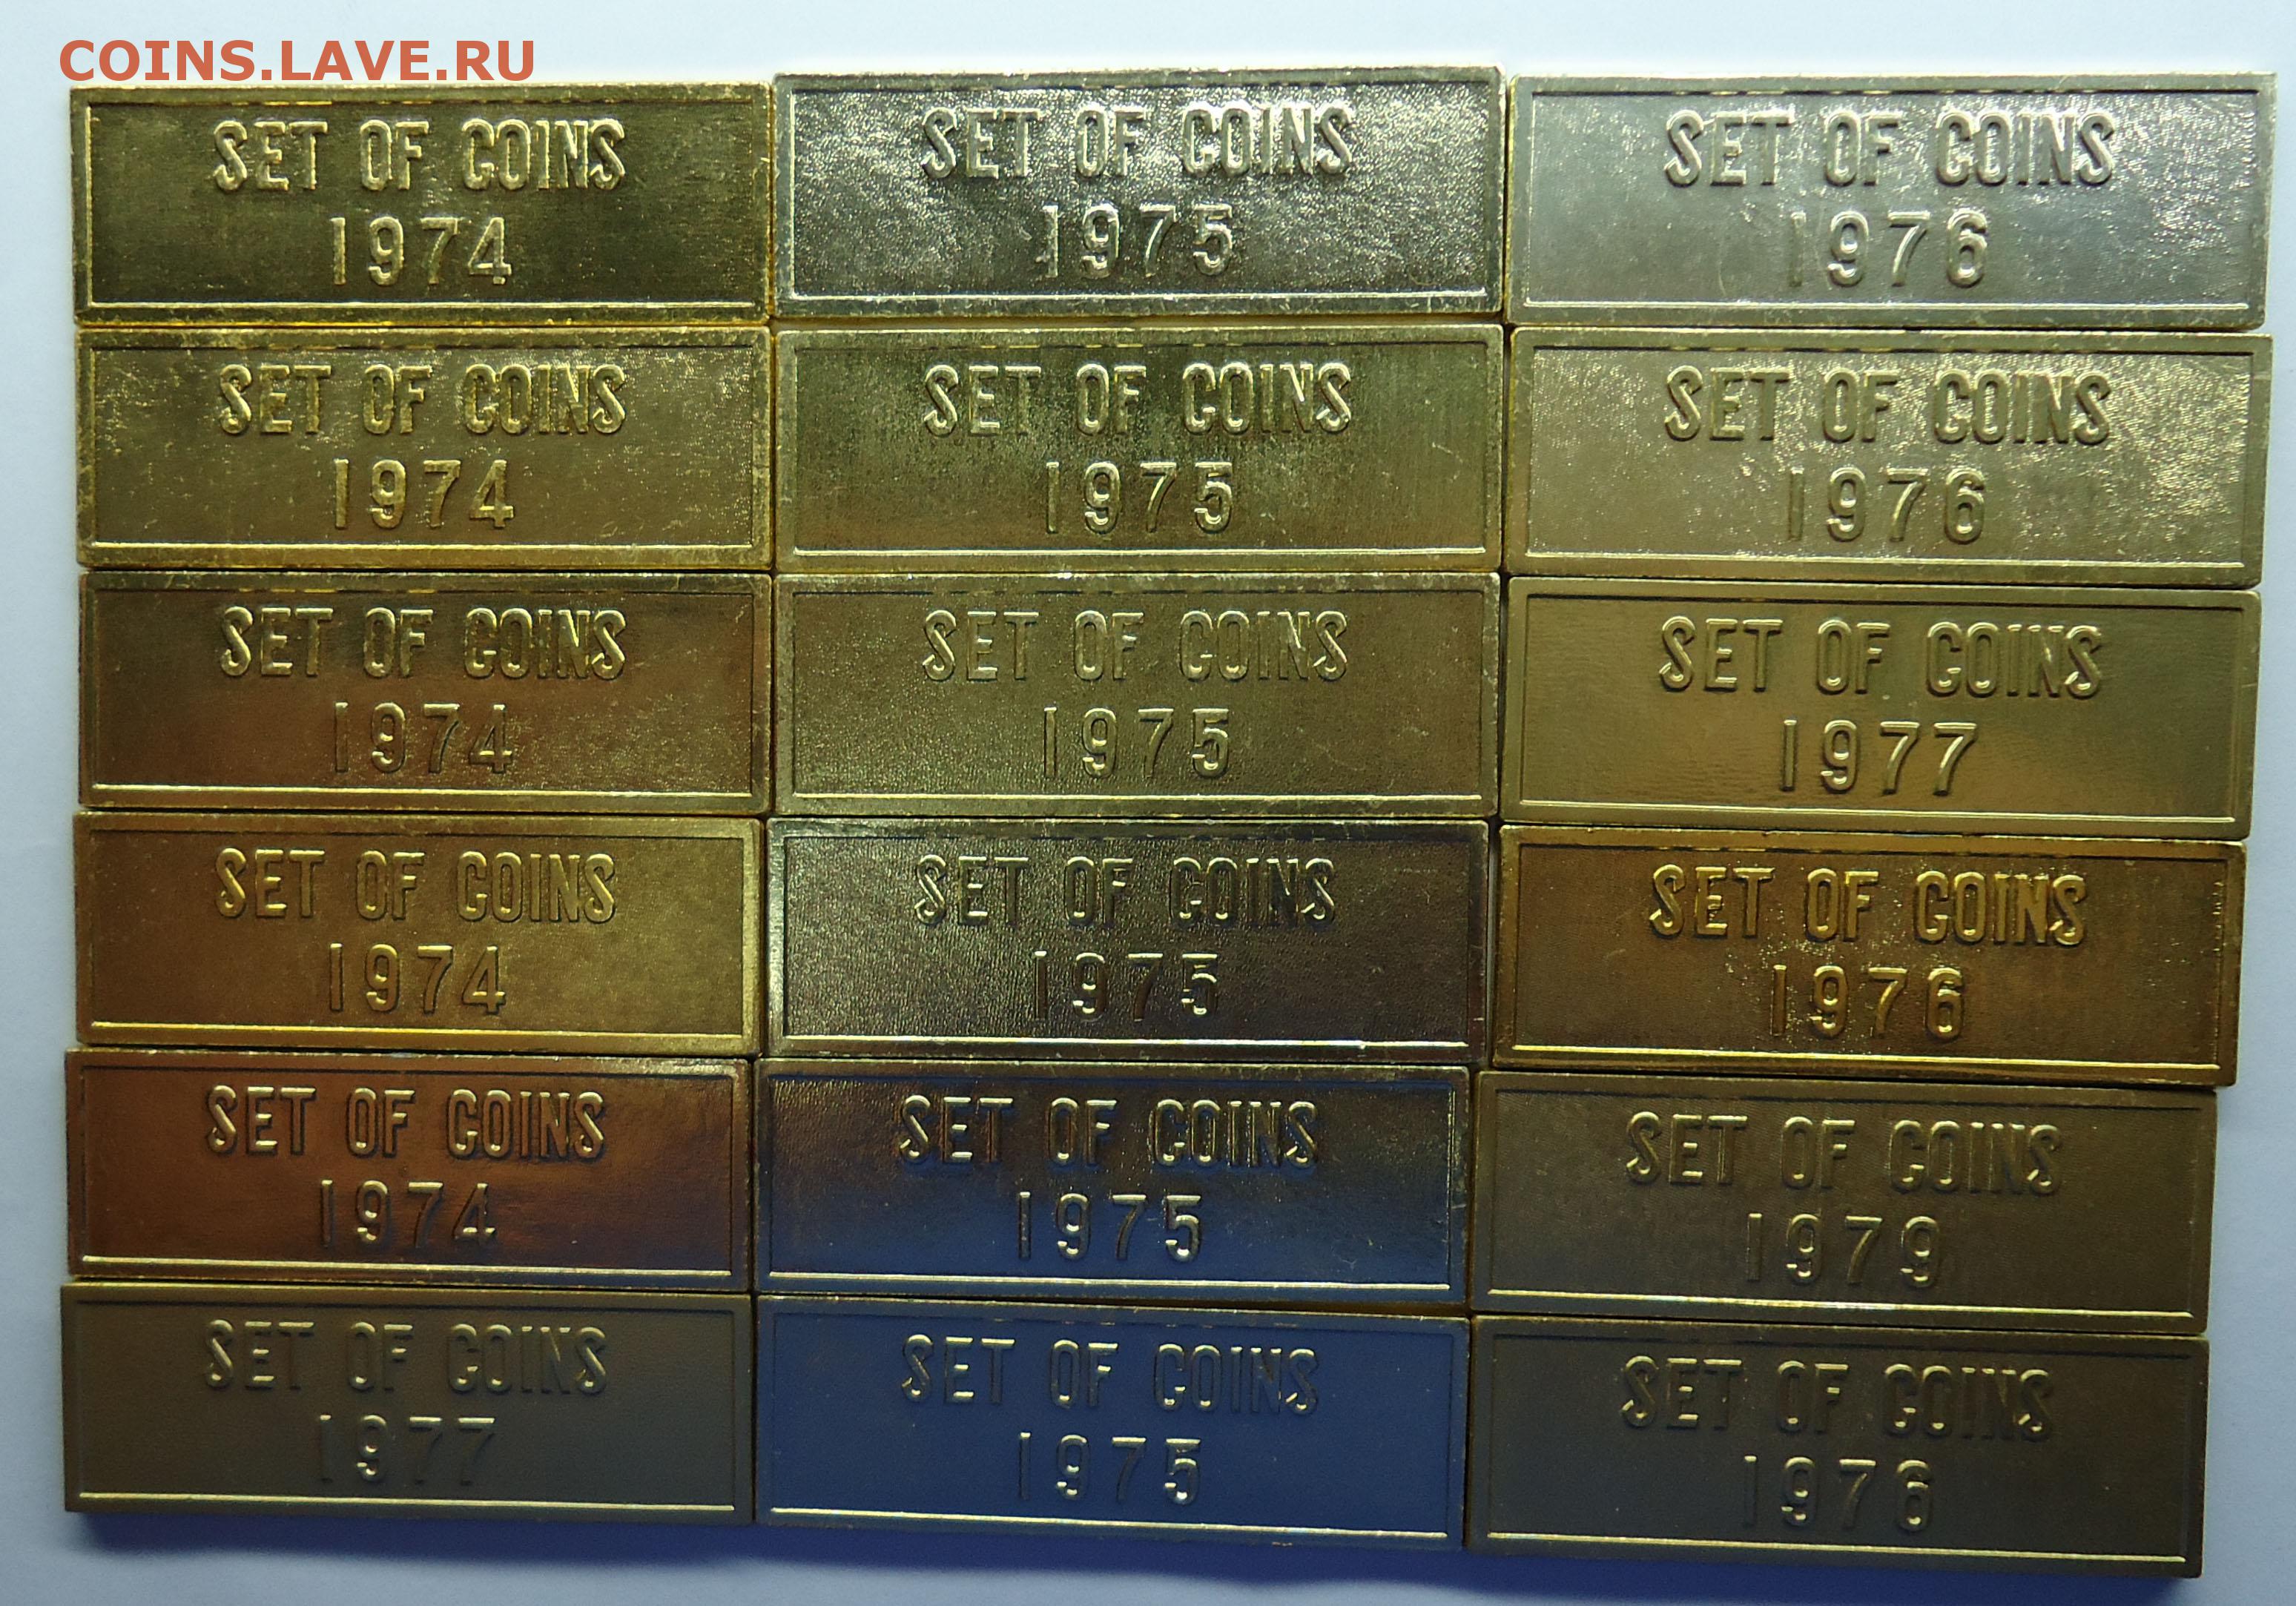 COINS.LAVE.RU
SET OF COINS
1974
SET OF COINS
1975
SET OF COINS
1976
SET OF COINS
1974
SET OF COINS
1975
SET OF COINS
1976
SET OF COINS
1974
SET OF COINS
1975
SET OF COINS
1977
SET OF COINS
1974
SET OF COINS
1975
SET OF COINS
1976
SET OF COINS
1974
SET OF COINS
1975
SET OF COINS
1979
SET OF COINS
1977
SET OF COINS
1975
SET OF COINS
1976